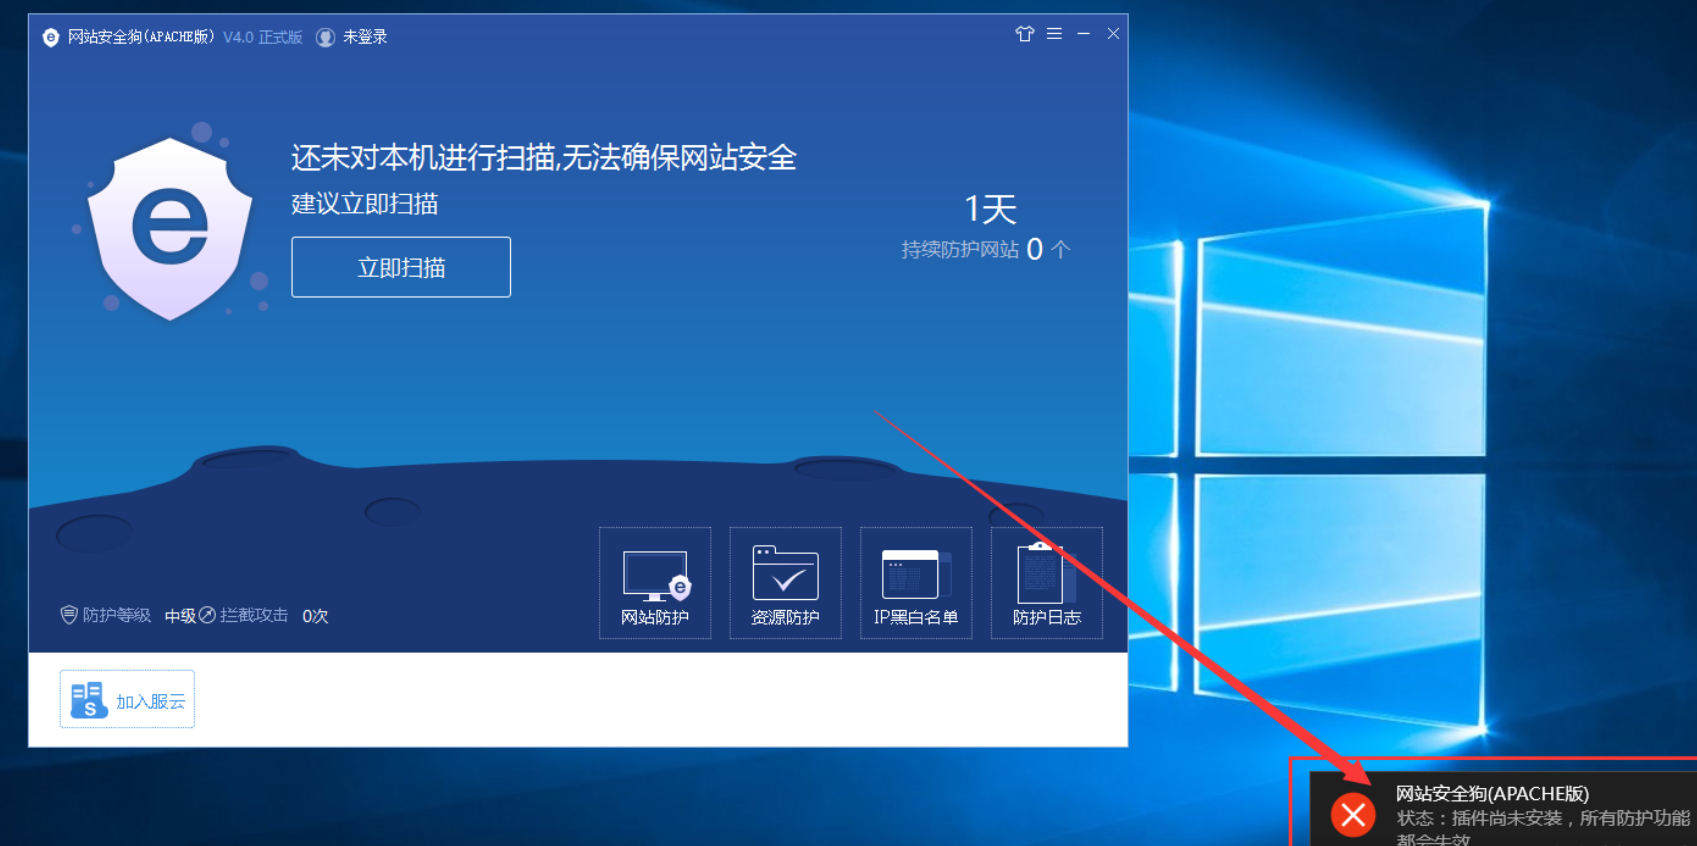 网站安全狗(APACHE版) V4.0 正式版 未登录
还未对本机进行扫描,无法确保网站安全
建议立即扫描
立即扫描
1天
持续防护网站 0 个
防护等级 中级 拦截攻击 0次
网站防护 资源防护 IP黑白名单 防护日志
加入服云
网站安全狗(APACHE版)
状态：插件尚未安装，所有防护功能
都会失效